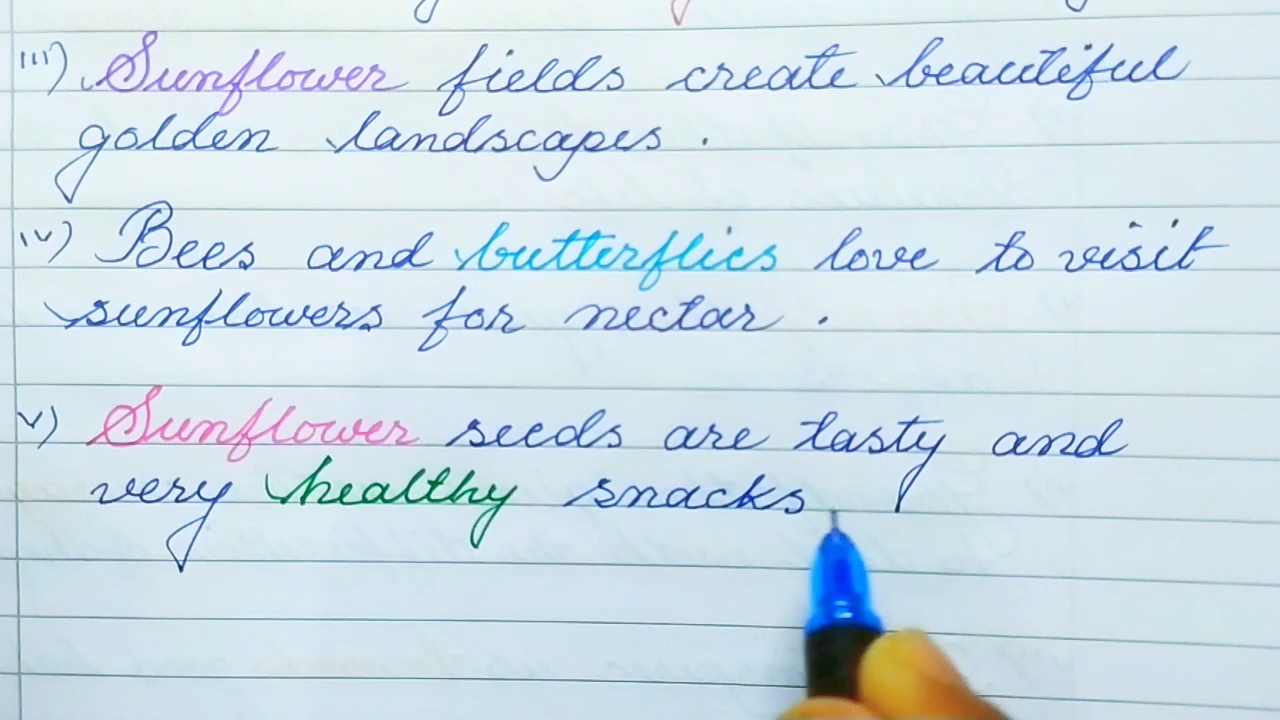 iii) Sunflower fields create beautiful
golden landscapes.
iv) Bees and butterflies love to visit
sunflowers for nectar.
v) Sunflower seeds are tasty and
very healthy snacks